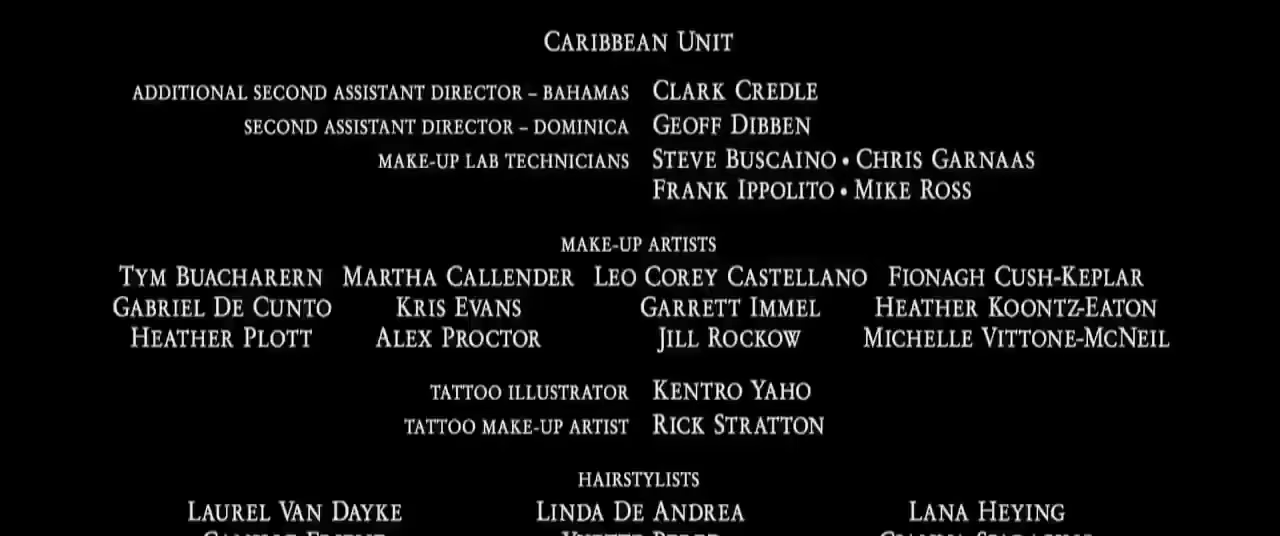 CARIBBEAN UNIT
ADDITIONAL SECOND ASSISTANT DIRECTOR – BAHAMAS CLARK CREDLE
SECOND ASSISTANT DIRECTOR – DOMINICA GEOFF DIBBEN
MAKE-UP LAB TECHNICIANS STEVE BUSCAINO • CHRIS GARNAAS
FRANK IPPOLITO • MIKE ROSS
MAKE-UP ARTISTS
TYM BUACHARERN MARTHA CALLENDER LEO COREY CASTELLANO FIONAGH CUSH-KEPLAR
GABRIEL DE CUNTO KRIS EVANS GARRETT IMMEL HEATHER KOONTZ-EATON
HEATHER PLOTT ALEX PROCTOR JILL ROCKOW MICHELLE VITTONE-MCNEIL
TATTOO ILLUSTRATOR KENTRO YAHO
TATTOO MAKE-UP ARTIST RICK STRATTON
HAIRSTYLISTS
LAUREL VAN DAYKE LINDA DE ANDREA LANA HEYING